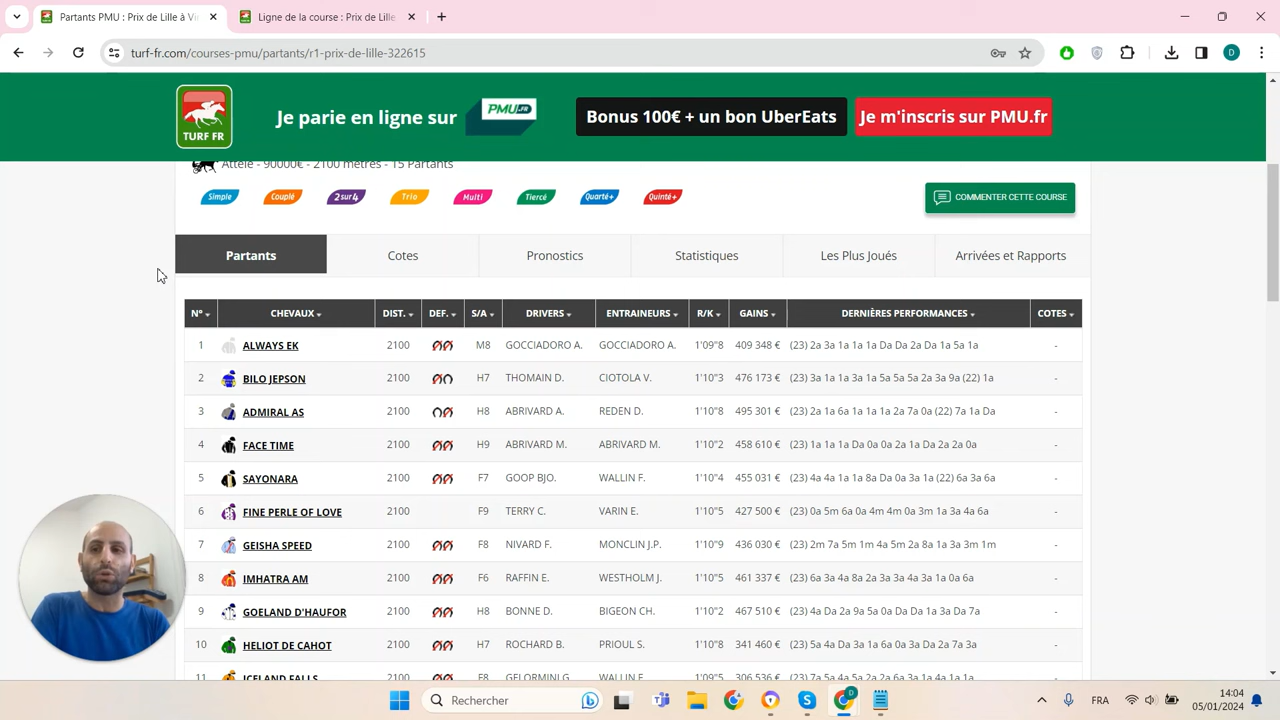 Partants PMU : Prix de Lille à Vi
Ligne de la course : Prix de Lille
turf-fr.com/courses-pmu/partants/r1-prix-de-lille-322615
D
TURF FR
Je parie en ligne sur
PMU.FR
Bonus 100€ + un bon UberEats
Je m'inscris sur PMU.fr
Attelé - 90000€ - 2100 mètres - 15 Partants
Simple Couplé 2 sur 4 Trio Multi Tiercé Quarté+ Quinté+
COMMENTER CETTE COURSE
Partants Cotes Pronostics Statistiques Les Plus Joués Arrivées et Rapports
N° CHEVAUX DIST. DEF. S/A DRIVERS ENTRAINEURS R/K GAINS DERNIÈRES PERFORMANCES COTES
1 ALWAYS EK 2100 M8 GOCCIADORO A. GOCCIADORO A. 1'09"8 409 348 € (23) 2a 3a 1a 1a 1a Da Da 2a Da 1a 5a 1a -
2 BILO JEPSON 2100 H7 THOMAIN D. CIOTOLA V. 1'10"3 476 173 € (23) 3a 1a 1a 3a 1a 5a 5a 5a 2a 3a 9a (22) 1a -
3 ADMIRAL AS 2100 H8 ABRIVARD A. REDEN D. 1'10"8 495 301 € (23) 2a 1a 6a 1a 1a 1a 2a 7a 0a (22) 7a 1a Da -
4 FACE TIME 2100 H9 ABRIVARD M. ABRIVARD M. 1'10"2 458 610 € (23) 1a 1a 1a Da 0a 0a 2a 1a Da 2a 2a 0a -
5 SAYONARA 2100 F7 GOOP BJO. WALLIN F. 1'10"4 455 031 € (23) 4a 4a 1a 1a 8a Da 0a 3a 1a (22) 6a 3a 6a -
6 FINE PERLE OF LOVE 2100 F9 TERRY C. VARIN E. 1'10"5 427 500 € (23) 0a 5m 6a 0a 4m 4m 0a 3m 1a 3a 4a 6a -
7 GEISHA SPEED 2100 F8 NIVARD F. MONCLIN J.P. 1'10"9 436 030 € (23) 2m 7a 5m 1m 4a 5m 2a 8a 1a 3a 3m 1m -
8 IMHATRA AM 2100 F6 RAFFIN E. WESTHOLM J. 1'10"5 461 337 € (23) 6a 3a 4a 8a 2a 3a 3a 4a 3a 1a 0a 6a -
9 GOELAND D'HAUFOR 2100 H8 BONNE D. BIGEON CH. 1'10"2 467 510 € (23) 4a Da 2a 9a 5a 0a Da Da 1a 3a Da 7a -
10 HELIOT DE CAHOT 2100 H7 ROCHARD B. PRIOUL S. 1'10"8 341 460 € (23) 5a 4a Da 3a 1a 6a 0a 3a Da 2a 7a 3a -
11 ICELAND FALLS 2100 F8 GELORMINI G. WALLIN F. 1'09"5
Rechercher
FRA
14:04
05/01/2024